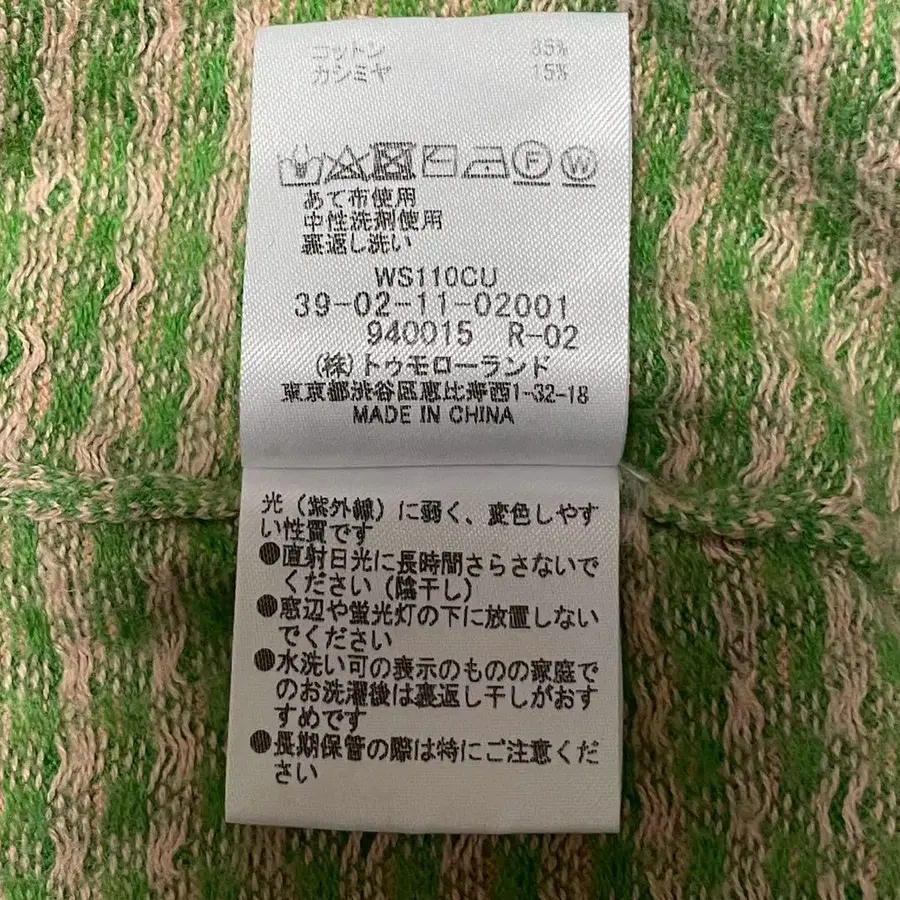 コットン 85%
カシミヤ 15%
あて布使用
中性洗剤使用
裏返し洗い
WS110CU
39-02-11-02001
940015 R-02
(株)トゥモローランド
東京都渋谷区恵比寿西1-32-18
MADE IN CHINA
光(紫外線)に弱く、変色しやす
い性質です
●直射日光に長時間さらさないで
ください(陰干し)
●窓辺や蛍光灯の下に放置しない
でください
●水洗い可の表示のものの家庭で
のお洗濯後は裏返し干しがおす
すめです
●長期保管の際は特にご注意くだ
さい